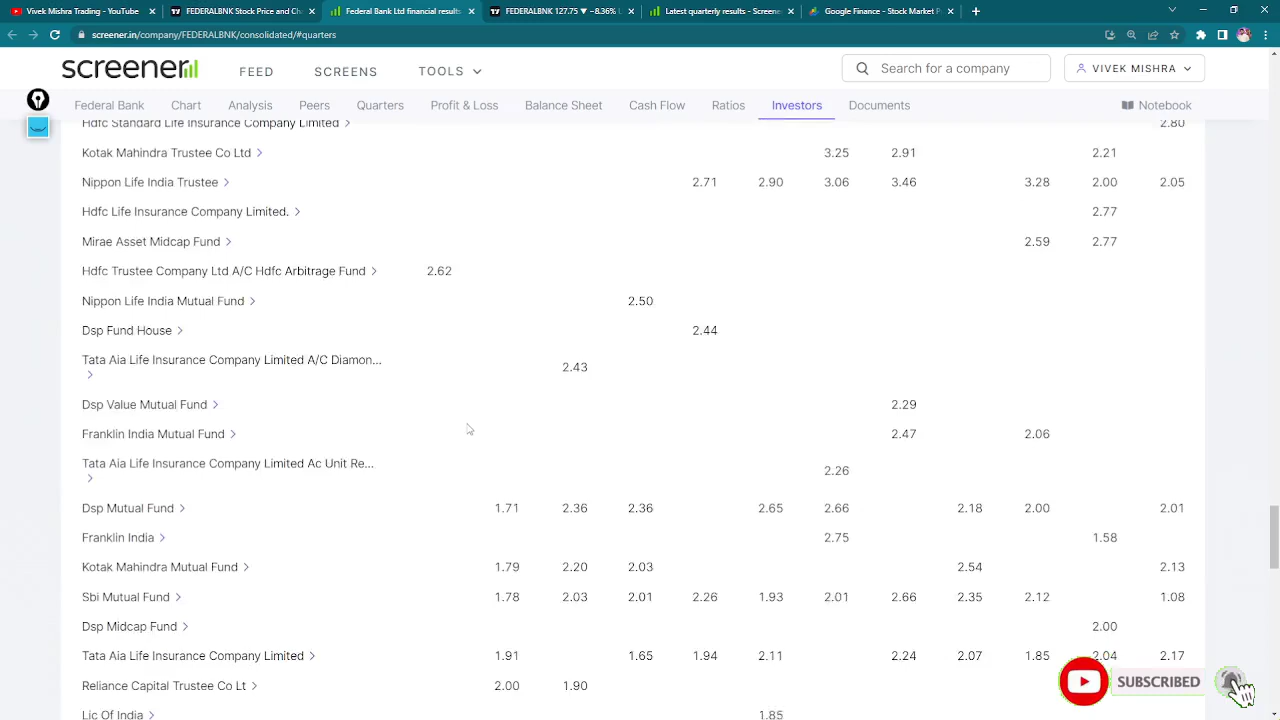 Vivek Mishra - YouTube
FEDERALBNK Chart
Federal Bank Ltd financial results
FEDERALBNK 127.75 ▼ -8.36%
Latest quarterly results - Screene
Google Finance - Stock Market P
screener.in/company/FEDERALBNK/consolidated/#quarters
screener
FEED
SCREENS
TOOLS
Search for a company
VIVEK MISHRA
Federal Bank
Chart
Analysis
Peers
Quarters
Profit & Loss
Balance Sheet
Cash Flow
Ratios
Investors
Documents
Notebook
Hdfc Standard Life Insurance Company Limited 2.80
Kotak Mahindra Trustee Co Ltd 3.25 2.91 2.21
Nippon Life India Trustee 2.71 2.90 3.06 3.46 3.28 2.00 2.05
Hdfc Life Insurance Company Limited. 2.77
Mirae Asset Midcap Fund 2.59 2.77
Hdfc Trustee Company Ltd A/C Hdfc Arbitrage Fund 2.62
Nippon Life India Mutual Fund 2.50
Dsp Fund House 2.44
Tata Aia Life Insurance Company Limited A/C Diamon... 2.43
Dsp Value Mutual Fund 2.29
Franklin India Mutual Fund 2.47 2.06
Tata Aia Life Insurance Company Limited Ac Unit Re... 2.26
Dsp Mutual Fund 1.71 2.36 2.36 2.65 2.66 2.18 2.00 2.01
Franklin India 2.75 1.58
Kotak Mahindra Mutual Fund 1.79 2.20 2.03 2.54 2.13
Sbi Mutual Fund 1.78 2.03 2.01 2.26 1.93 2.01 2.66 2.35 2.12 1.08
Dsp Midcap Fund 2.00
Tata Aia Life Insurance Company Limited 1.91 1.65 1.94 2.11 2.24 2.07 1.85 2.04 2.17
Reliance Capital Trustee Co Lt 2.00 1.90
Lic Of India 1.85
SUBSCRIBED